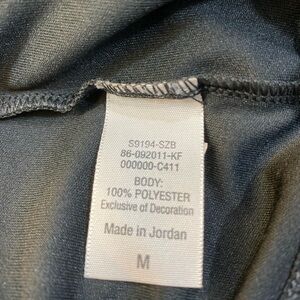 S9194-SZB
86-092011-KF
000000-C411
BODY:
100% POLYESTER
Exclusive of Decoration
Made in Jordan
M